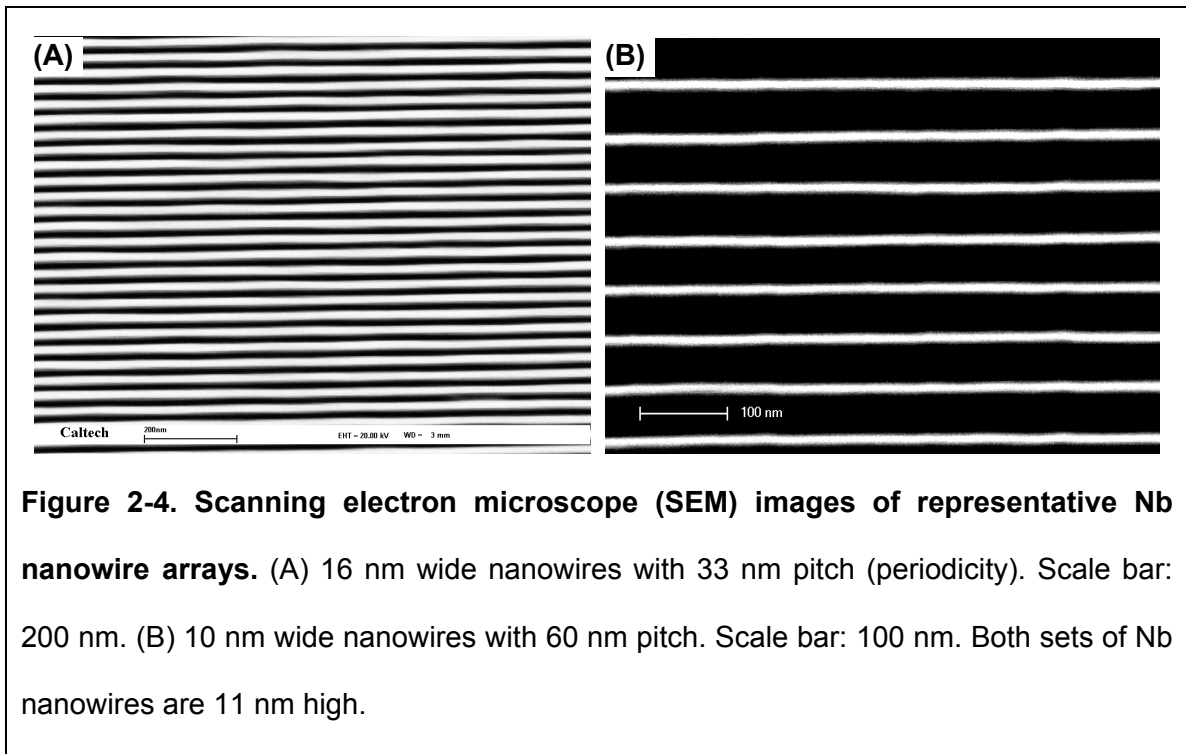 (A)
(B)
100 nm
Caltech
200nm
EHT = 20.00 kV WD = 3 mm
Figure 2-4. Scanning electron microscope (SEM) images of representative Nb
nanowire arrays. (A) 16 nm wide nanowires with 33 nm pitch (periodicity). Scale bar:
200 nm. (B) 10 nm wide nanowires with 60 nm pitch. Scale bar: 100 nm. Both sets of Nb
nanowires are 11 nm high.